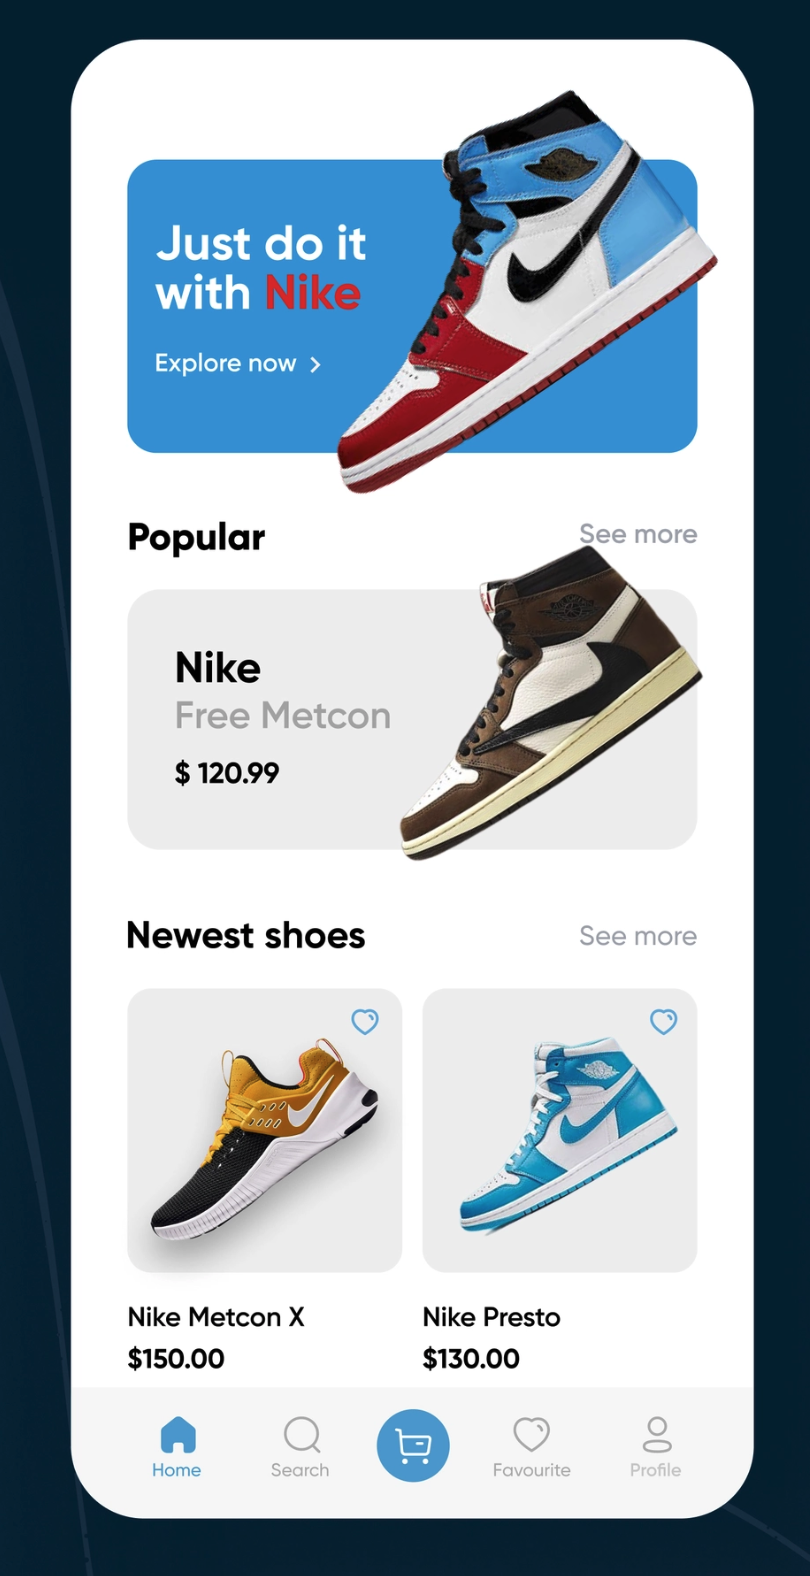 Just do it
with Nike
Explore now >
Popular
See more
Nike
Free Metcon
$ 120.99
Newest shoes
See more
Nike Metcon X
$150.00
Nike Presto
$130.00
Home
Search
Favourite
Profile